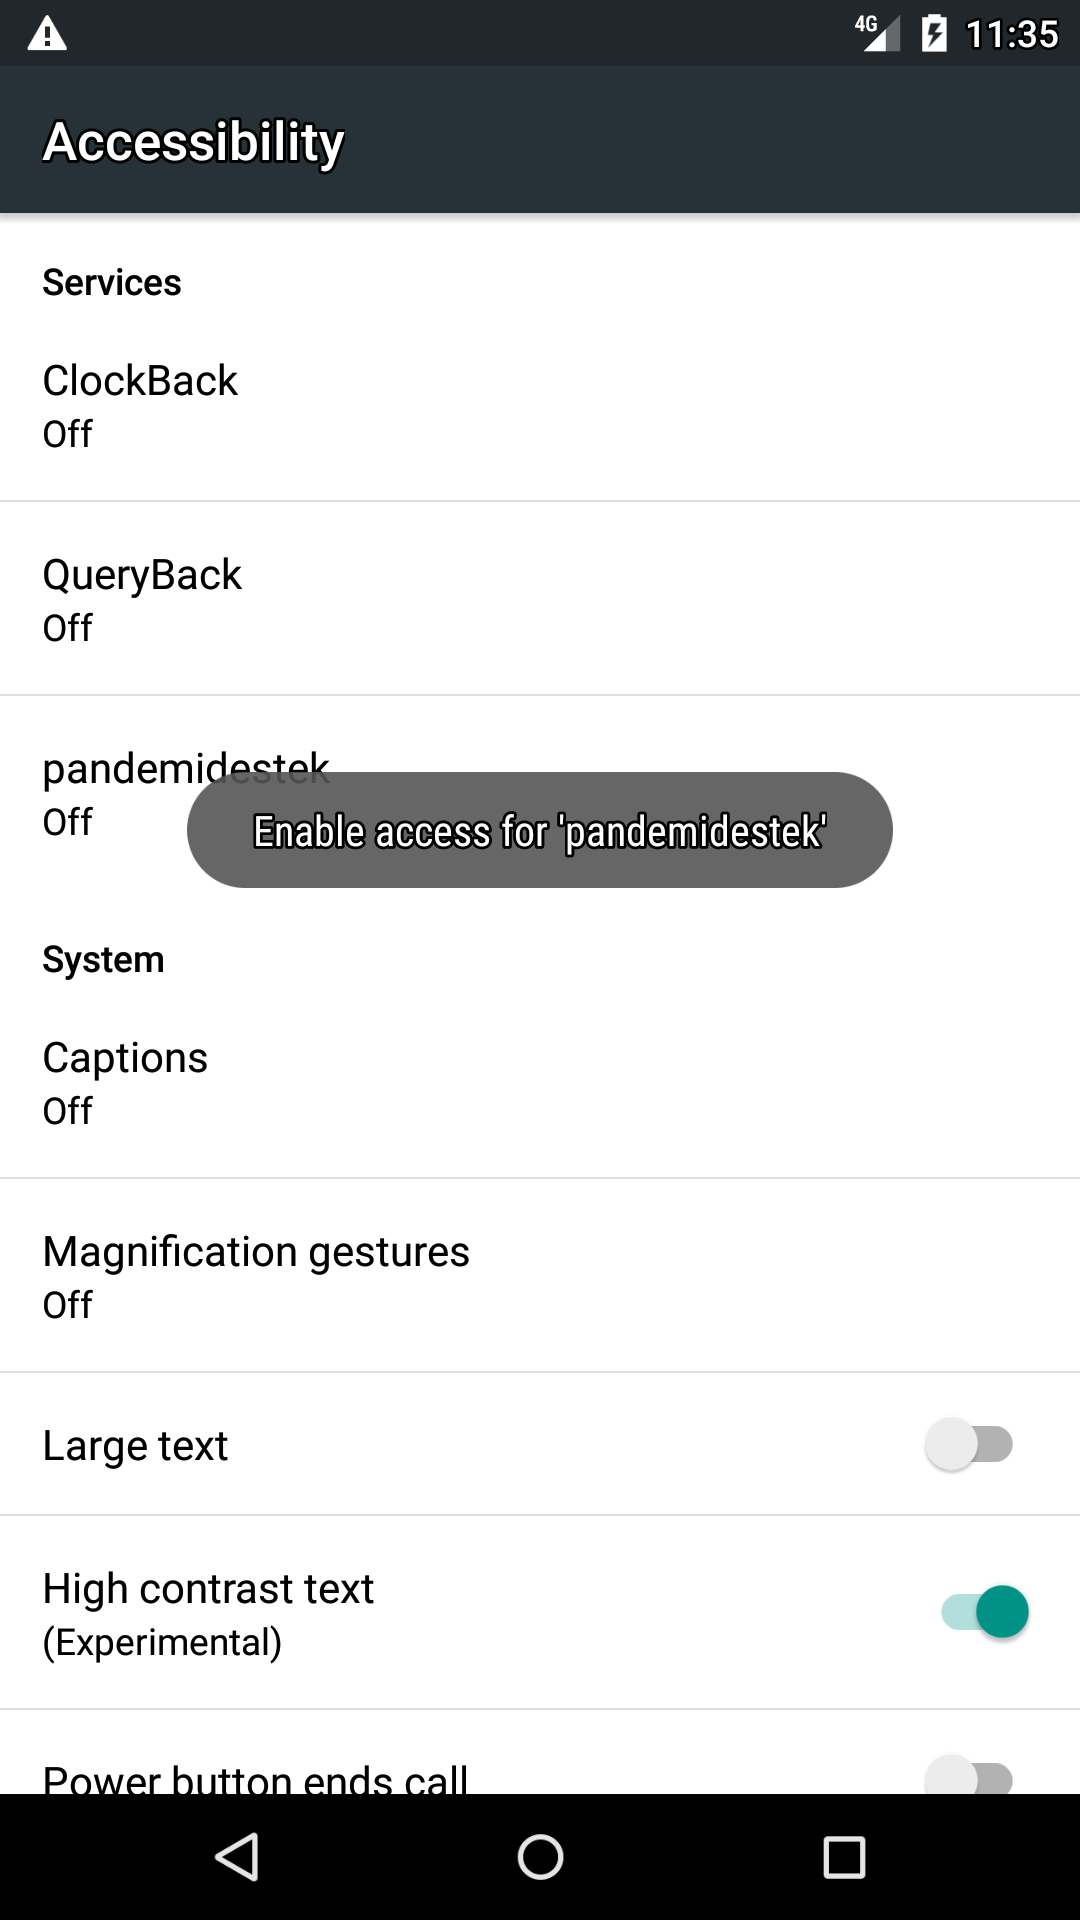 4G 11:35
Accessibility
Services
ClockBack
Off
QueryBack
Off
pandemidestek
Off
Enable access for 'pandemidestek'
System
Captions
Off
Magnification gestures
Off
Large text
High contrast text
(Experimental)
Power button ends call